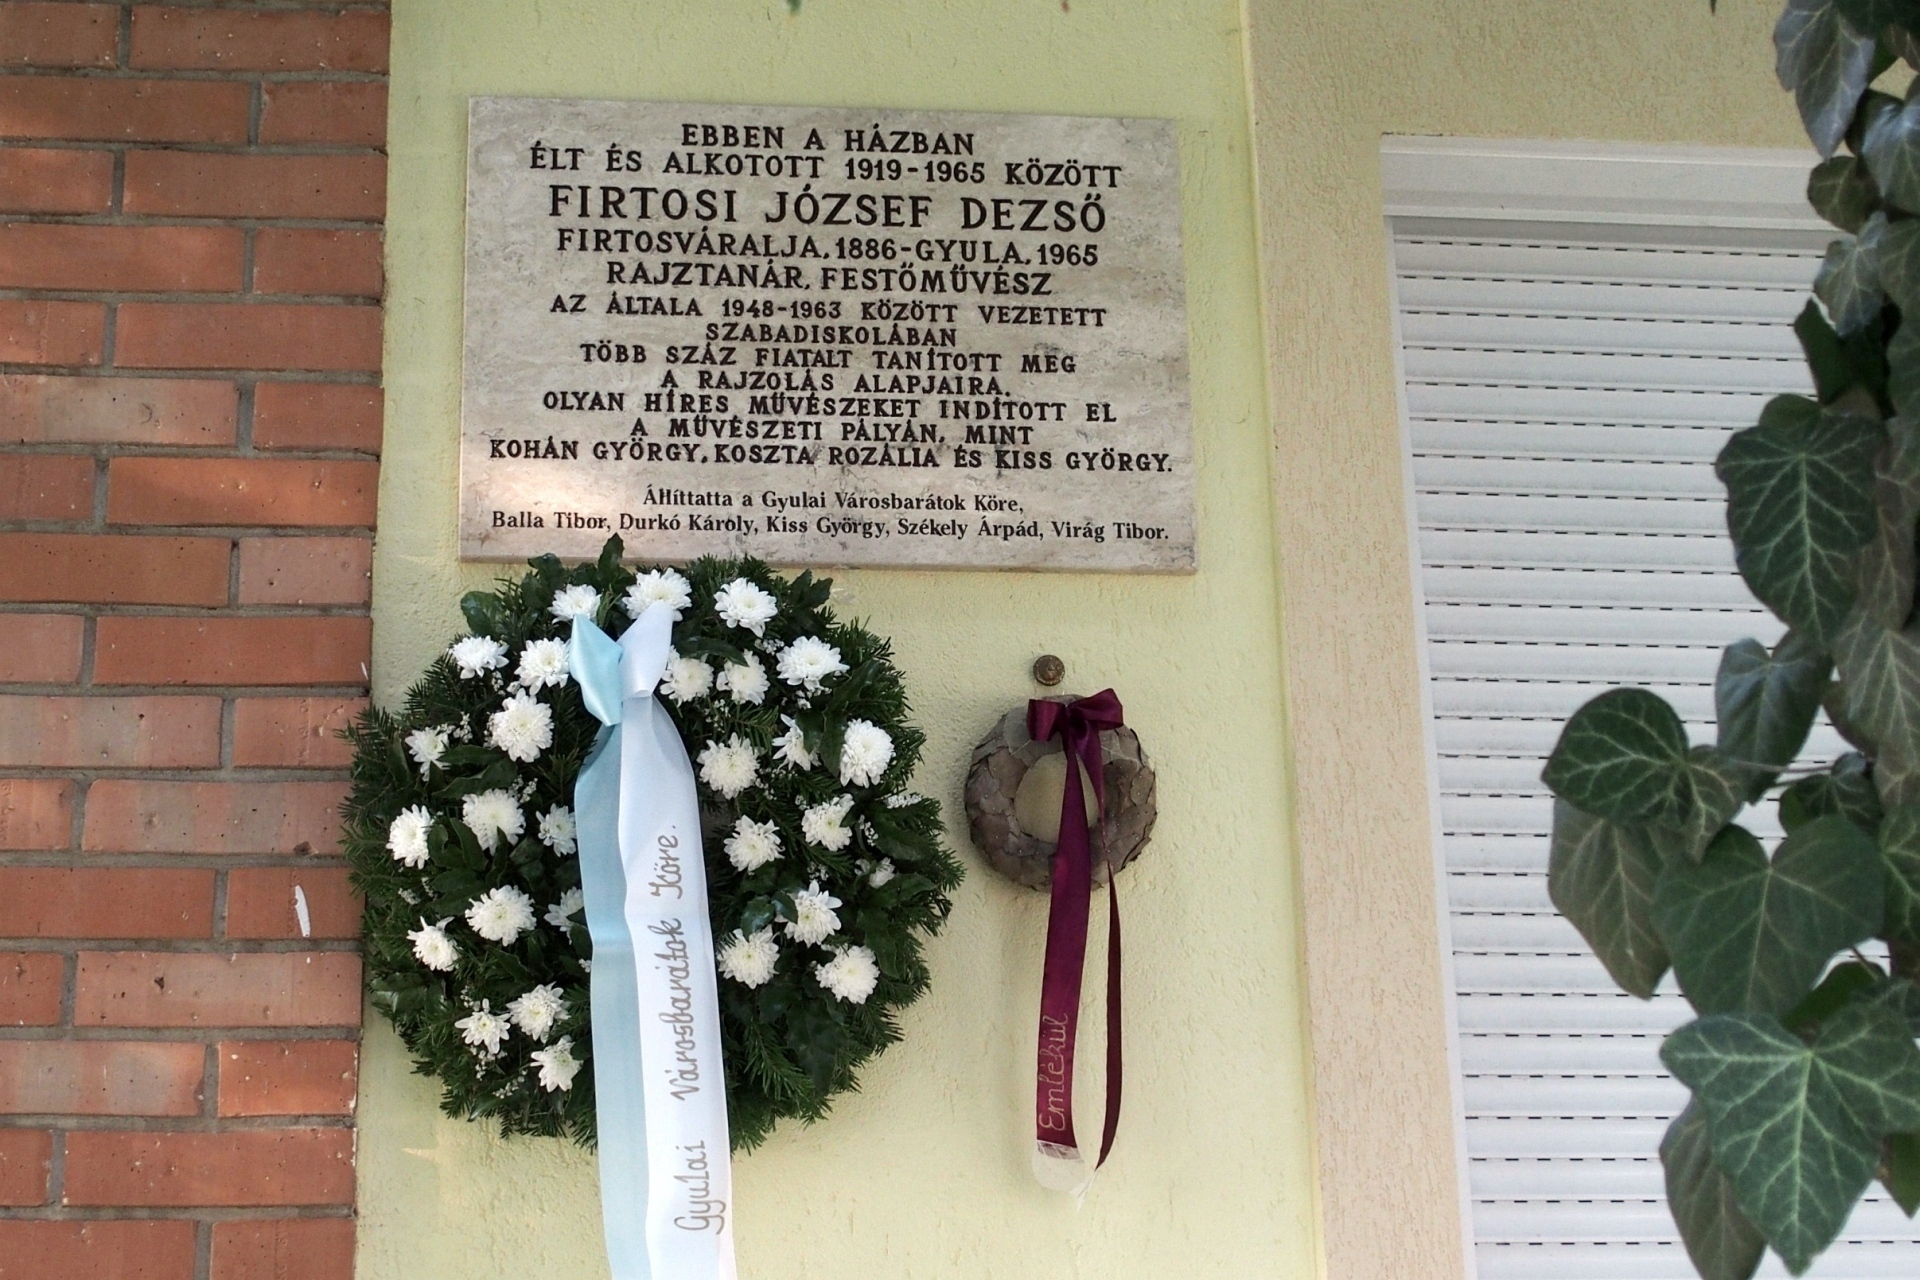 EBBEN A HÁZBAN
ÉLT ÉS ALKOTOTT 1919-1965 KÖZÖTT
FIRTOSI JÓZSEF DEZSŐ
FIRTOSVÁRALJA, 1886-GYULA, 1965
RAJZTANÁR, FESTŐMŰVÉSZ
AZ ÁLTALA 1948-1963 KÖZÖTT VEZETETT
SZABADISKOLÁBAN
TÖBB SZÁZ FIATALT TANÍTOTT MEG
A RAJZOLÁS ALAPJAIRA.
OLYAN HÍRES MŰVÉSZEKET INDÍTOTT EL
A MŰVÉSZETI PÁLYÁN, MINT
KOHÁN GYÖRGY, KOSZTA ROZÁLIA ÉS KISS GYÖRGY.
Állíttatta a Gyulai Városbarátok Köre,
Balla Tibor, Durkó Károly, Kiss György, Székely Árpád, Virág Tibor.
Gyulai Városbarátok Köre.
Emlékül